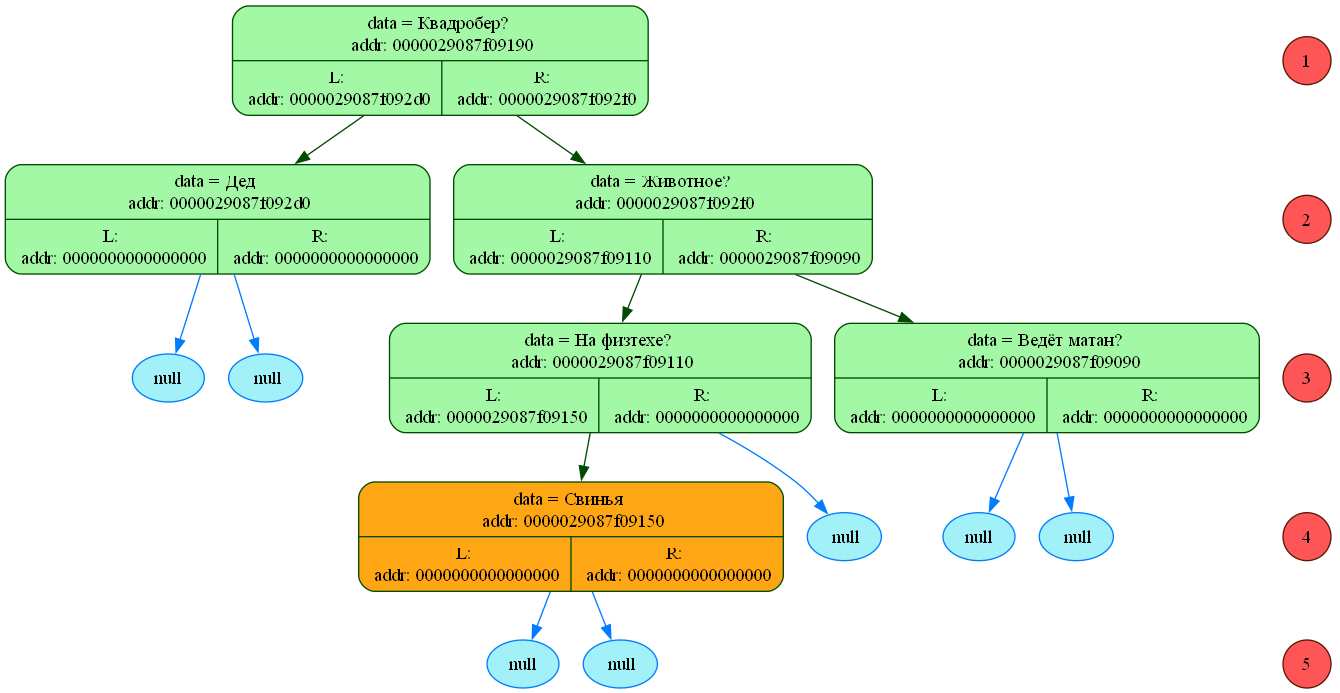 data = Квадробер?
addr: 0000029087f09190
L:
addr: 0000029087f092d0
R:
addr: 0000029087f092f0
1
data = Дед
addr: 0000029087f092d0
L:
addr: 0000000000000000
R:
addr: 0000000000000000
data = Животное?
addr: 0000029087f092f0
L:
addr: 0000029087f09110
R:
addr: 0000029087f09090
2
null
null
data = На физтехе?
addr: 0000029087f09110
L:
addr: 0000029087f09150
R:
addr: 0000000000000000
data = Ведёт матан?
addr: 0000029087f09090
L:
addr: 0000000000000000
R:
addr: 0000000000000000
3
data = Свинья
addr: 0000029087f09150
L:
addr: 0000000000000000
R:
addr: 0000000000000000
null
null
null
4
null
null
5